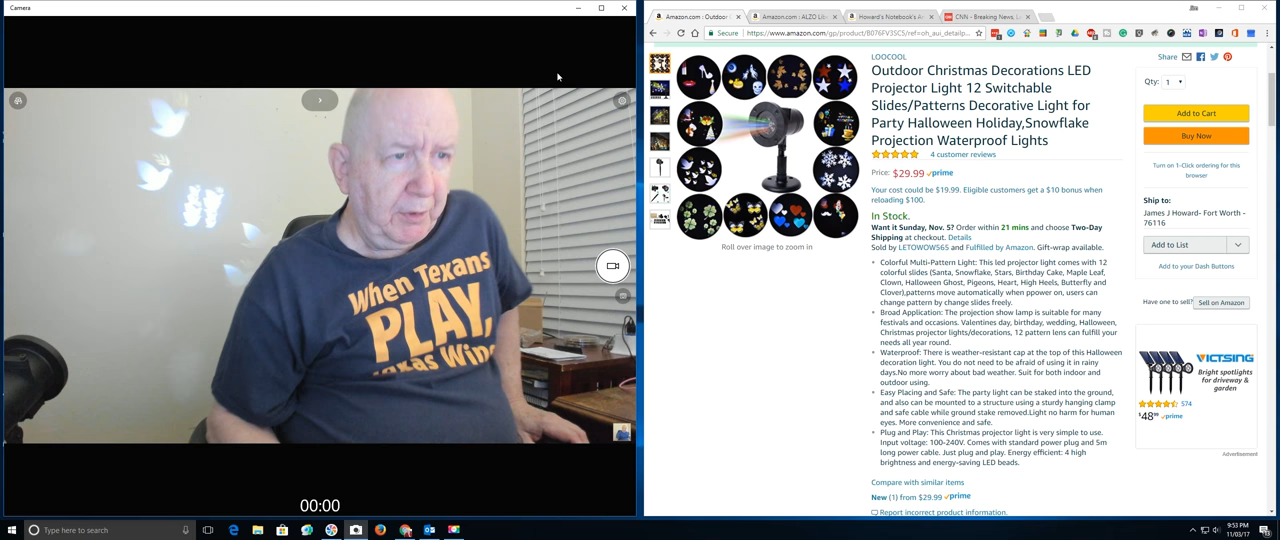 Camera
When Texans
PLAY,
Texas Wins
00:00
Amazon.com : Outdoor
Amazon.com : ALZO
Howard's Notebook's
CNN - Breaking News,
Secure
https://www.amazon.com/gp/product/B076FV3SC5/ref=oh_aui_detailp...
Share
LOOCOOL
Outdoor Christmas Decorations LED
Projector Light 12 Switchable
Slides/Patterns Decorative Light for
Party Halloween Holiday,Snowflake
Projection Waterproof Lights
4 customer reviews
Price: $29.99 prime
Your cost could be $19.99. Eligible customers get a $10 bonus when
reloading $100.
In Stock.
Want it Sunday, Nov. 5? Order within 21 mins and choose Two-Day
Shipping at checkout. Details
Sold by LETOWOW565 and Fulfilled by Amazon. Gift-wrap available.
Roll over image to zoom in
Colorful Multi-Pattern Light: This led projector light comes with 12
colorful slides (Santa, Snowflake, Stars, Birthday Cake, Maple Leaf,
Clown, Halloween Ghost, Pigeons, Heart, High Heels, Butterfly and
Clover),patterns move automatically when ppower on, users can
change pattern by change slides freely.
Broad Application: The projection show lamp is suitable for many
festivals and occasions. Valentines day, birthday, wedding, Halloween,
Christmas projector lights/decorations, 12 pattern lens can fulfill your
needs all year round.
Waterproof: There is weather-resistant cap at the top of this Halloween
decoration light. You do not need to be afraid of using it in rainy
days.No more worry about bad weather. Suit for both indoor and
outdoor using.
Easy Placing and Safe: The party light can be staked into the ground,
and also can be mounted to a structure using a sturdy hanging clamp
and safe cable while ground stake removed.Light no harm for human
eyes. More convenience and safe.
Plug and Play: This Christmas projector light is very simple to use.
Input voltage: 100-240V. Comes with standard power plug and 5m
long power cable. Just plug and play. Energy efficient: 4 high
brightness and energy-saving LED beads.
Compare with similar items
New (1) from $29.99 prime
Report incorrect product information.
Qty: 1
Add to Cart
Buy Now
Turn on 1-Click ordering for this
browser
Ship to:
James J Howard- Fort Worth -
76116
Add to List
Add to your Dash Buttons
Have one to sell? Sell on Amazon
VICTSING
Bright spotlights
for driveway &
garden
574
$48⁹⁹ prime
Advertisement
Type here to search
9:53 PM
11/03/17